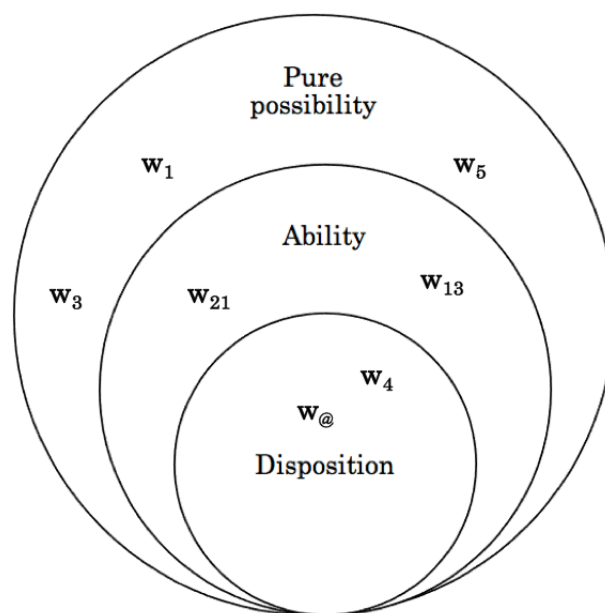 Pure
possibility
w₁ w₅
Ability
w₃ w₂₁ w₁₃
w₄
w@
Disposition